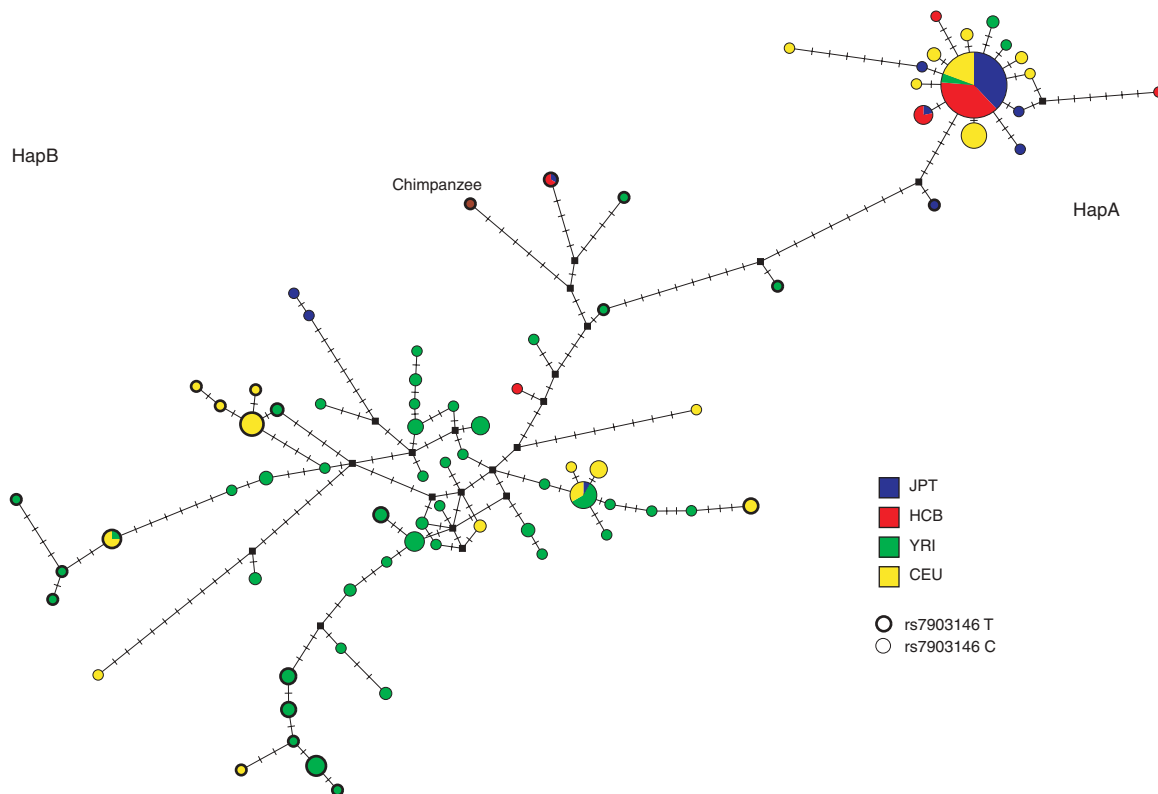 HapB
Chimpanzee
HapA
JPT
HCB
YRI
CEU
rs7903146 T
rs7903146 C